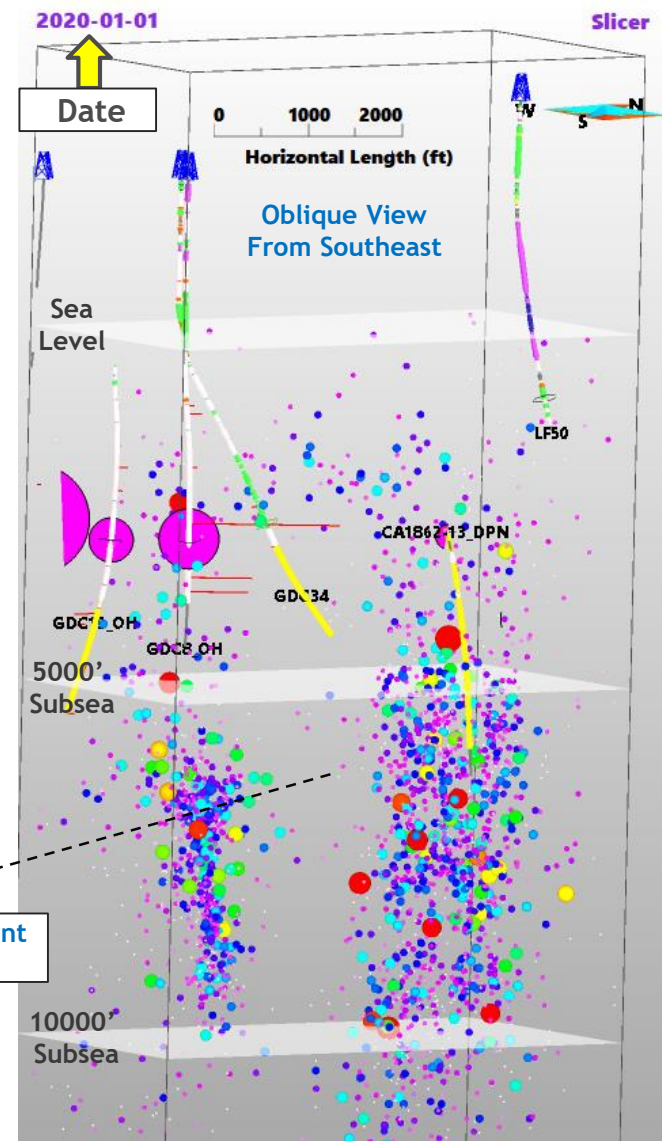 2020-01-01
Slicer
Date
0 1000 2000
Horizontal Length (ft)
W
N
S
Oblique View
From Southeast
Sea
Level
LF50
CA1862-13_DPN
GDC34
GDC8_OH
5000’
Subsea
10000’
Subsea